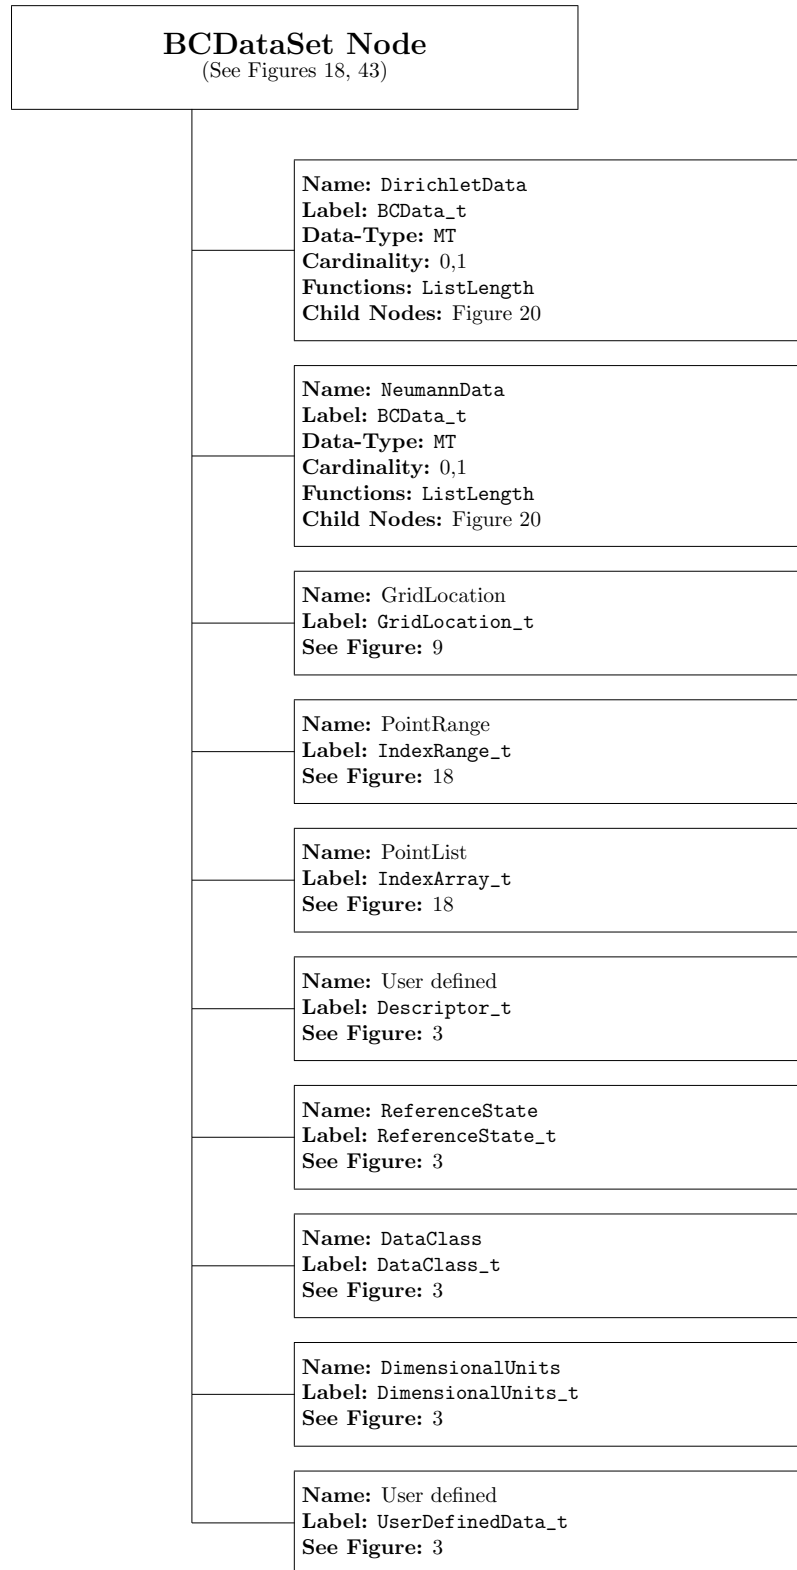 BCDataSet Node
(See Figures 18, 43)
Name: DirichletData
Label: BCData_t
Data-Type: MT
Cardinality: 0,1
Functions: ListLength
Child Nodes: Figure 20
Name: NeumannData
Label: BCData_t
Data-Type: MT
Cardinality: 0,1
Functions: ListLength
Child Nodes: Figure 20
Name: GridLocation
Label: GridLocation_t
See Figure: 9
Name: PointRange
Label: IndexRange_t
See Figure: 18
Name: PointList
Label: IndexArray_t
See Figure: 18
Name: User defined
Label: Descriptor_t
See Figure: 3
Name: ReferenceState
Label: ReferenceState_t
See Figure: 3
Name: DataClass
Label: DataClass_t
See Figure: 3
Name: DimensionalUnits
Label: DimensionalUnits_t
See Figure: 3
Name: User defined
Label: UserDefinedData_t
See Figure: 3